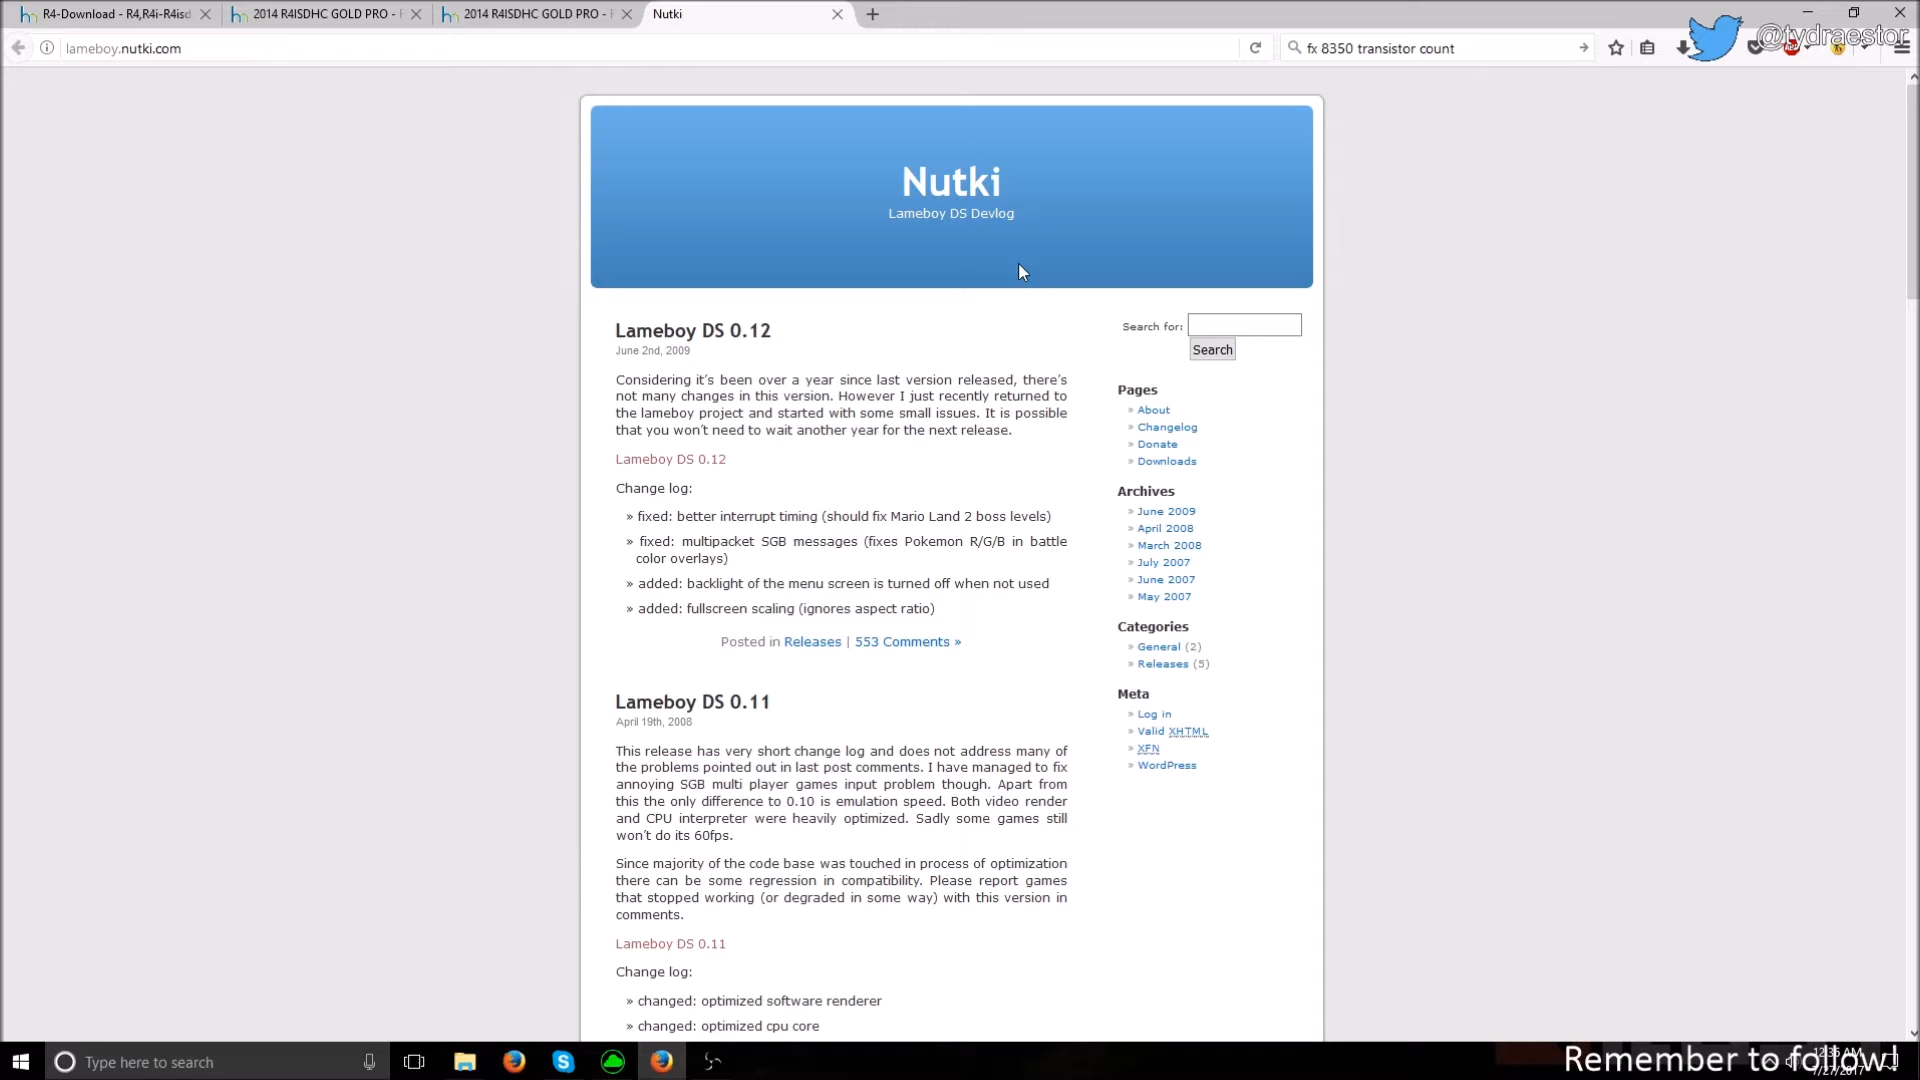 R4-Download - R4,R4i-R4isd
2014 R4ISDHC GOLD PRO -
2014 R4ISDHC GOLD PRO -
Nutki
@tydraestor
lameboy.nutki.com
fx 8350 transistor count
Nutki
Lameboy DS Devlog
Lameboy DS 0.12
June 2nd, 2009
Considering it's been over a year since last version released, there's
not many changes in this version. However I just recently returned to
the lameboy project and started with some small issues. It is possible
that you won't need to wait another year for the next release.
Lameboy DS 0.12
Change log:
» fixed: better interrupt timing (should fix Mario Land 2 boss levels)
» fixed: multipacket SGB messages (fixes Pokemon R/G/B in battle
color overlays)
» added: backlight of the menu screen is turned off when not used
» added: fullscreen scaling (ignores aspect ratio)
Posted in Releases | 553 Comments »
Lameboy DS 0.11
April 19th, 2008
This release has very short change log and does not address many of
the problems pointed out in last post comments. I have managed to fix
annoying SGB multi player games input problem though. Apart from
this the only difference to 0.10 is emulation speed. Both video render
and CPU interpreter were heavily optimized. Sadly some games still
won't do its 60fps.
Since majority of the code base was touched in process of optimization
there can be some regression in compatibility. Please report games
that stopped working (or degraded in some way) with this version in
comments.
Lameboy DS 0.11
Change log:
» changed: optimized software renderer
» changed: optimized cpu core
Search for:
Search
Pages
» About
» Changelog
» Donate
» Downloads
Archives
» June 2009
» April 2008
» March 2008
» July 2007
» June 2007
» May 2007
Categories
» General (2)
» Releases (5)
Meta
» Log in
» Valid XHTML
» XFN
» WordPress
Type here to search
Remember to follow!